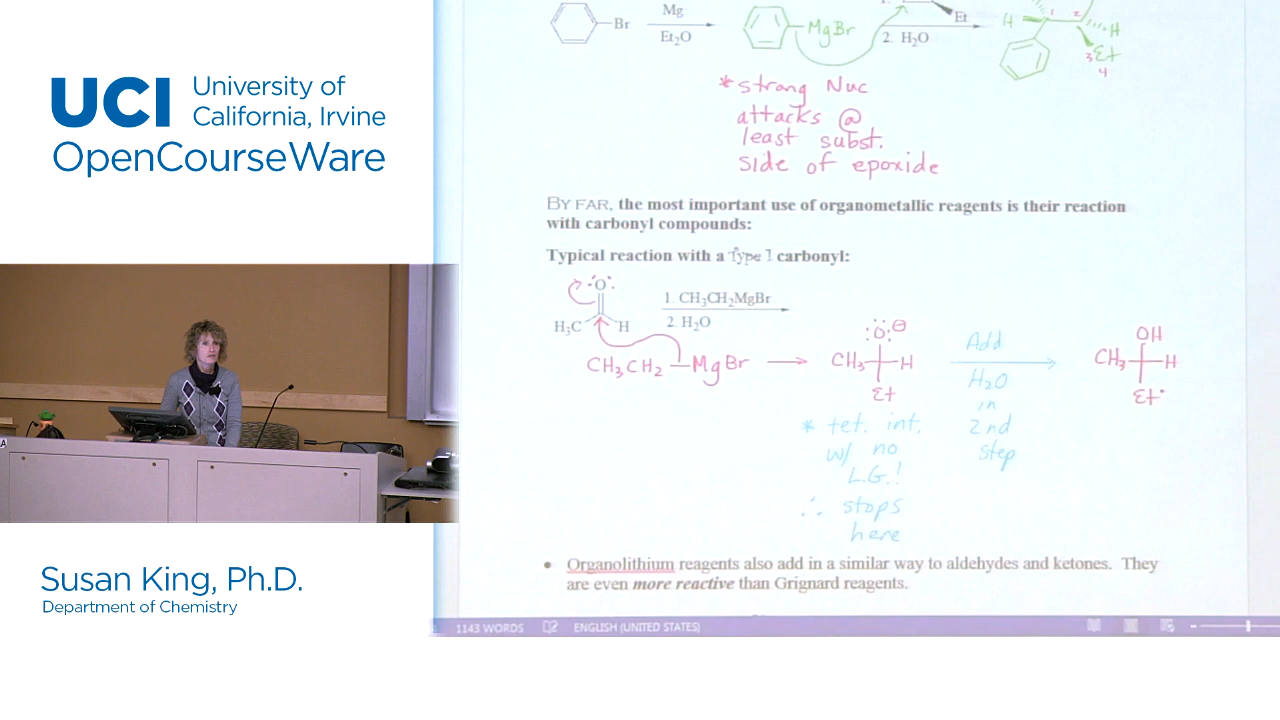 UCI University of
California, Irvine
OpenCourseWare
Susan King, Ph.D.
Department of Chemistry
A
Br
Mg
Et₂O
MgBr
Et
2. H₂O
H
1
2
H
3 Et
4
* strong Nuc
attacks @
least subst.
side of epoxide
BY FAR, the most important use of organometallic reagents is their reaction
with carbonyl compounds:
Typical reaction with a Type I carbonyl:
:O:
H₃C H
1. CH₃CH₂MgBr
2. H₂O
CH₃CH₂—MgBr
:O: ⊖
CH₃ H
Et
Add
H₂O
in
2nd
step
OH
CH₃ H
Et
* tet. int.
w/ no
L.G.!
∴ stops
here
• Organolithium reagents also add in a similar way to aldehydes and ketones. They
are even more reactive than Grignard reagents.
1143 WORDS ENGLISH (UNITED STATES)